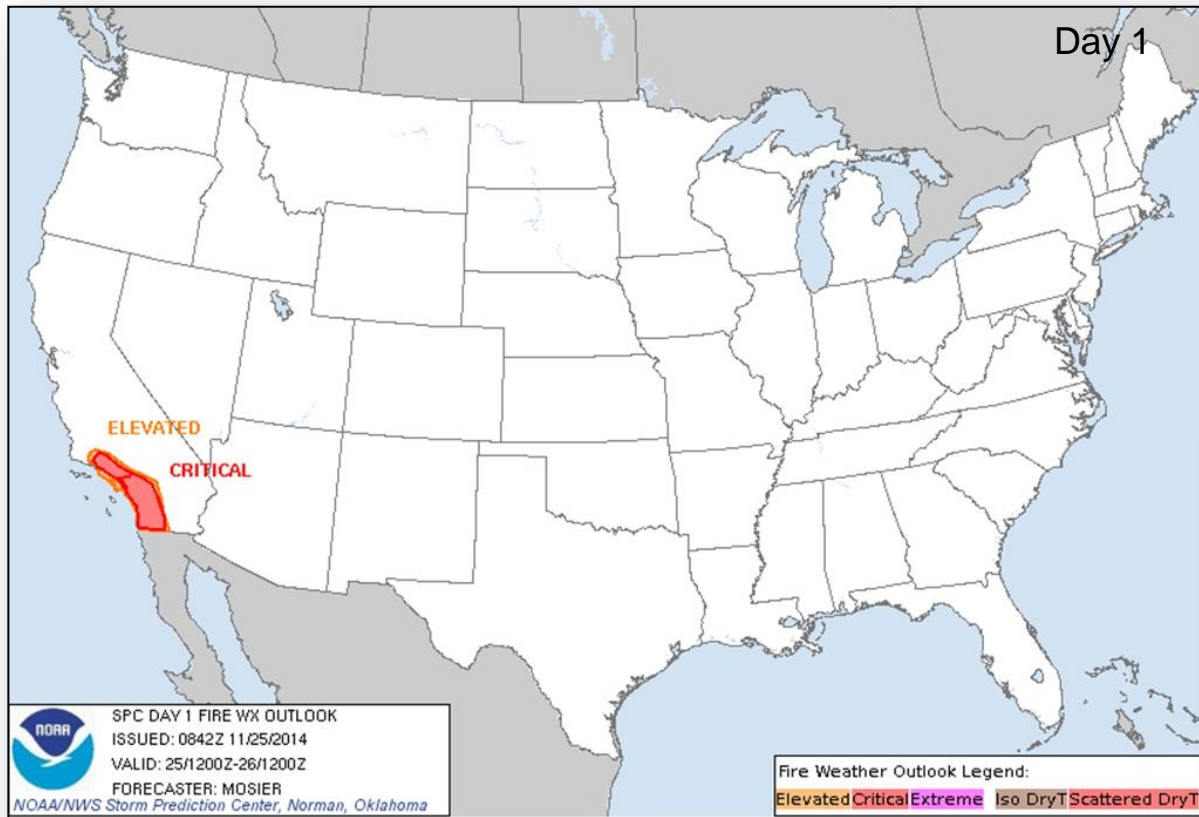 Day 1
ELEVATED
CRITICAL
NOAA
SPC DAY 1 FIRE WX OUTLOOK
ISSUED: 0842Z 11/25/2014
VALID: 25/1200Z-26/1200Z
FORECASTER: MOSIER
NOAA/NWS Storm Prediction Center, Norman, Oklahoma
Fire Weather Outlook Legend:
Elevated Critical Extreme Iso DryT Scattered DryT